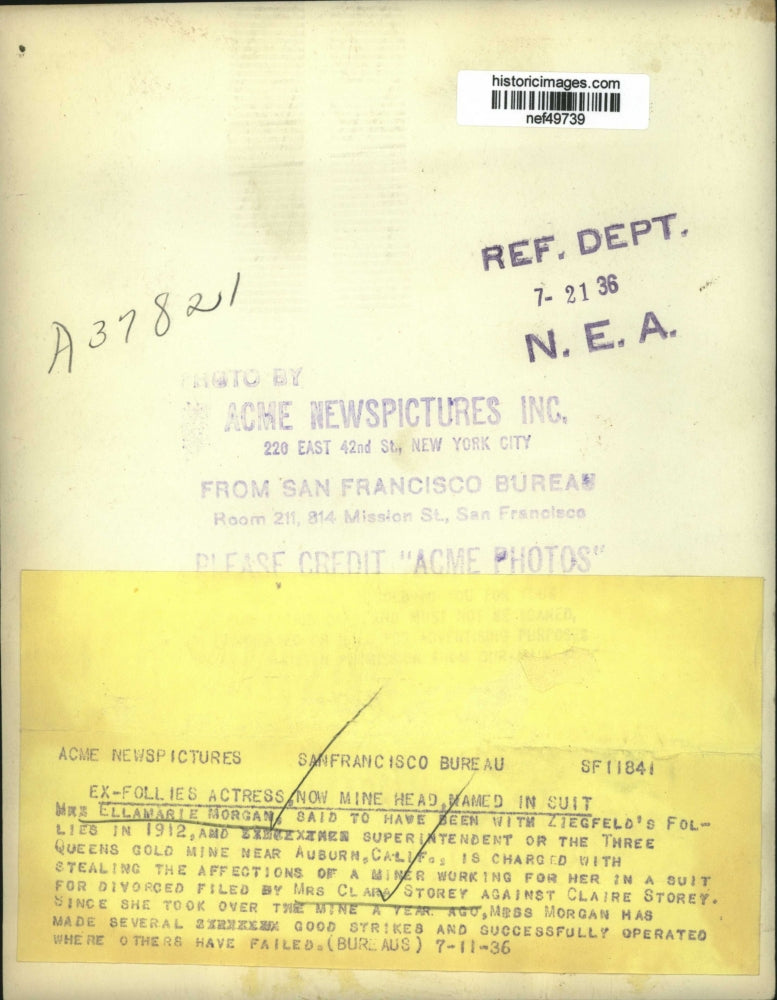 historicimages.com
nef49739
REF. DEPT.
7- 21 36
N. E. A.
A37821
PHOTO BY
ACME NEWSPICTURES INC.
220 EAST 42nd St., NEW YORK CITY
FROM SAN FRANCISCO BUREAU
Room 211, 814 Mission St., San Francisco
PLEASE CREDIT "ACME PHOTOS"
ACME NEWSPICTURES SANFRANCISCO BUREAU SF11841
EX-FOLLIES ACTRESS, NOW MINE HEAD, NAMED IN SUIT
ELLAMARIE MORGAN, SAID TO HAVE BEEN WITH ZIEGFELD'S FOL-
LIES IN 1912, AND SUPERINTENDENT OR THE THREE
QUEENS GOLD MINE NEAR AUBURN, CALIF., IS CHARGED WITH
STEALING THE AFFECTIONS OF A MINER WORKING FOR HER IN A SUIT
FOR DIVORCED FILED BY MRS CLARA STOREY AGAINST CLAIRE STOREY.
SINCE SHE TOOK OVER THE MINE A YEAR AGO, MORGAN HAS
MADE SEVERAL GOOD STRIKES AND SUCCESSFULLY OPERATED
WHERE OTHERS HAVE FAILED. (BUREAUS) 7-11-36